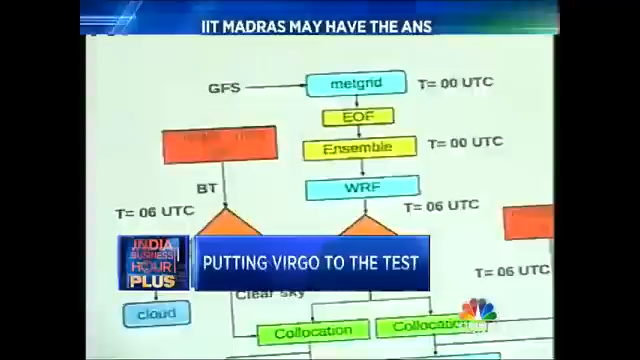 IIT MADRAS MAY HAVE THE ANS
GFS
metgrid
T= 00 UTC
EOF
Ensemble
T= 00 UTC
BT
WRF
T= 06 UTC
T= 06 UTC
INDIA
BUSINESS
HOUR
PLUS
PUTTING VIRGO TO THE TEST
T= 06 UTC
Clear sky
cloud
Collocation
Collocation